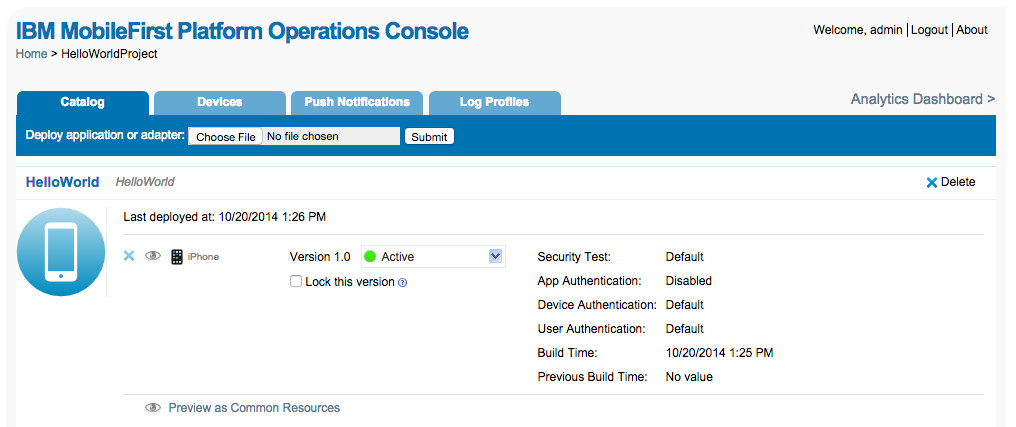 IBM MobileFirst Platform Operations Console
Welcome, admin | Logout | About
Home > HelloWorldProject
Catalog Devices Push Notifications Log Profiles
Analytics Dashboard >
Deploy application or adapter: Choose File No file chosen Submit
HelloWorld HelloWorld Delete
Last deployed at: 10/20/2014 1:26 PM
iPhone Version 1.0 Active Security Test: Default
Lock this version ? App Authentication: Disabled
Device Authentication: Default
User Authentication: Default
Build Time: 10/20/2014 1:25 PM
Previous Build Time: No value
Preview as Common Resources